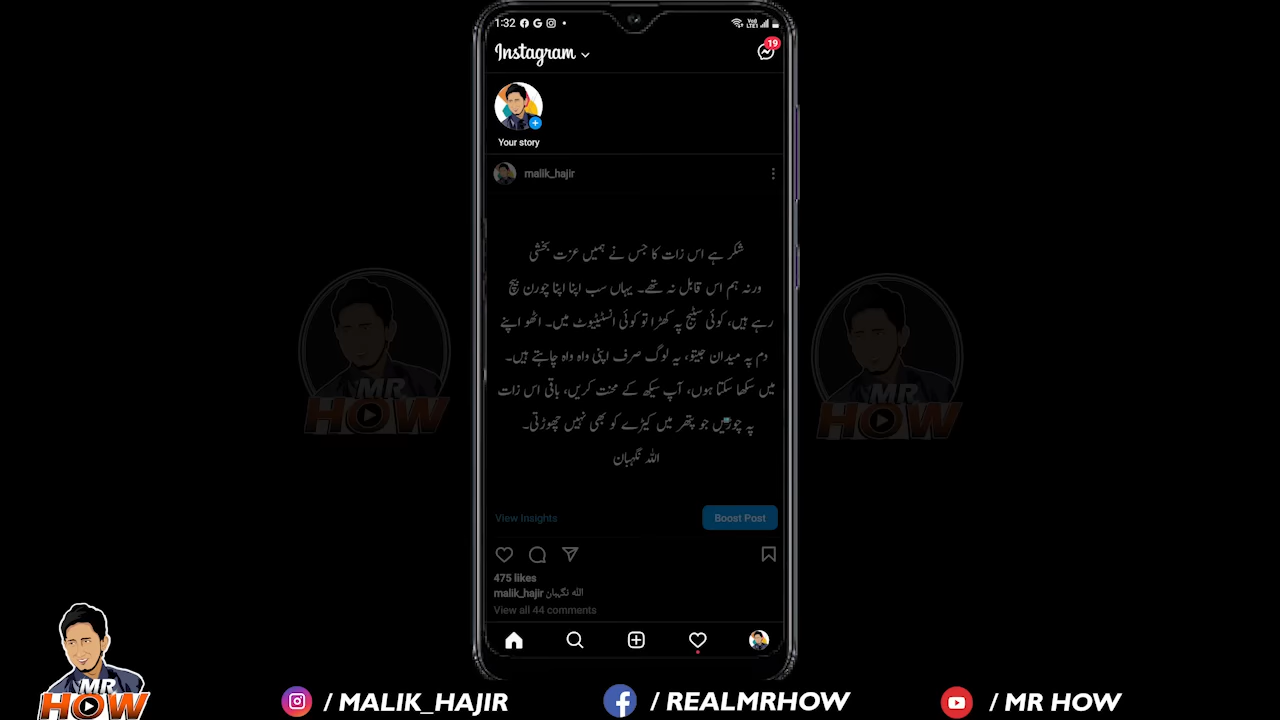 1:32
Vo)) LTE1
Instagram
19
Your story
malik_hajir
شکر ہے اس زات کا جس نے ہمیں عزت بخشی
ورنہ ہم اس قابل نہ تھے۔ یہاں سب اپنا اپنا چورن بیچ
رہے ہیں، کوئی سٹیج پہ کھڑا تو کوئی انسٹیٹیوٹ میں۔ اٹھو اپنے
دم پہ میدان جیتو، یہ لوگ صرف اپنی واہ واہ چاہتے ہیں۔
میں سکھا سکتا ہوں، آپ سیکھ کے محنت کریں، باقی اس زات
پہ چھوڑیں جو پتھر میں کیڑے کو بھی نہیں چھوڑتی۔
اللہ نگہبان
View Insights
Boost Post
475 likes
malik_hajir اللہ نگہبان
View all 44 comments
MR HOW
MR HOW
MR HOW
/ MALIK_HAJIR
/ REALMRHOW
/ MR HOW